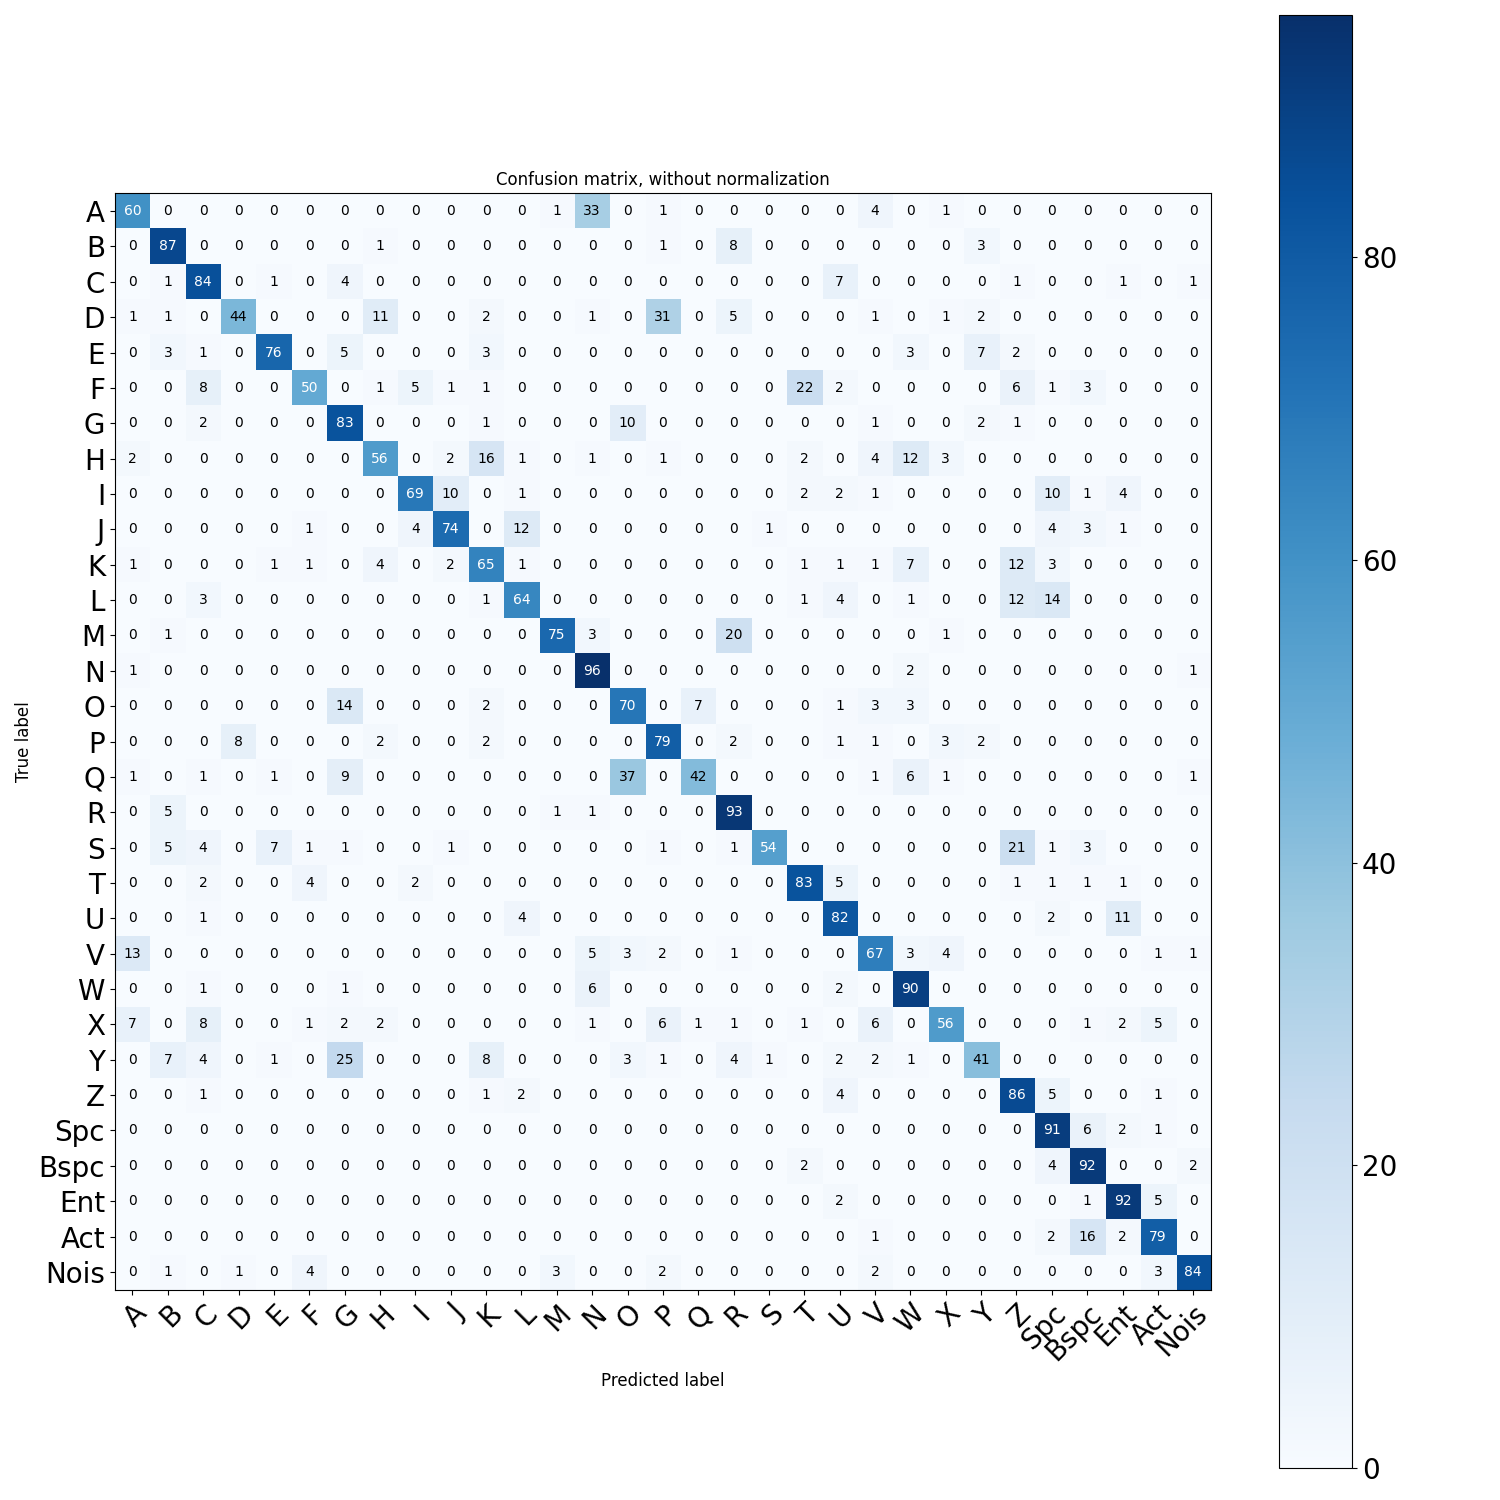 Confusion matrix, without normalization
A 60 0 0 0 0 0 0 0 0 0 0 0 1 33 0 1 0 0 0 0 0 4 0 1 0 0 0 0 0 0 0
B 0 87 0 0 0 0 0 1 0 0 0 0 0 0 0 1 0 8 0 0 0 0 0 0 3 0 0 0 0 0 0
C 0 1 84 0 1 0 4 0 0 0 0 0 0 0 0 0 0 0 0 0 7 0 0 0 0 1 0 0 1 0 1
D 1 1 0 44 0 0 0 11 0 0 2 0 0 1 0 31 0 5 0 0 0 1 0 1 2 0 0 0 0 0 0
E 0 3 1 0 76 0 5 0 0 0 3 0 0 0 0 0 0 0 0 0 0 0 3 0 7 2 0 0 0 0 0
F 0 0 8 0 0 50 0 1 5 1 1 0 0 0 0 0 0 0 0 22 2 0 0 0 0 6 1 3 0 0 0
G 0 0 2 0 0 0 83 0 0 0 1 0 0 0 10 0 0 0 0 0 0 1 0 0 2 1 0 0 0 0 0
H 2 0 0 0 0 0 0 56 0 2 16 1 0 1 0 1 0 0 0 2 0 4 12 3 0 0 0 0 0 0 0
I 0 0 0 0 0 0 0 0 69 10 0 1 0 0 0 0 0 0 0 2 2 1 0 0 0 0 10 1 4 0 0
J 0 0 0 0 0 1 0 0 4 74 0 12 0 0 0 0 0 0 1 0 0 0 0 0 0 0 4 3 1 0 0
K 1 0 0 0 1 1 0 4 0 2 65 1 0 0 0 0 0 0 0 1 1 1 7 0 0 12 3 0 0 0 0
L 0 0 3 0 0 0 0 0 0 0 1 64 0 0 0 0 0 0 0 1 4 0 1 0 0 12 14 0 0 0 0
M 0 1 0 0 0 0 0 0 0 0 0 0 75 3 0 0 0 20 0 0 0 0 0 1 0 0 0 0 0 0 0
N 1 0 0 0 0 0 0 0 0 0 0 0 0 96 0 0 0 0 0 0 0 0 2 0 0 0 0 0 0 0 1
O 0 0 0 0 0 0 14 0 0 0 2 0 0 0 70 0 7 0 0 0 1 3 3 0 0 0 0 0 0 0 0
P 0 0 0 8 0 0 0 2 0 0 2 0 0 0 0 79 0 2 0 0 1 1 0 3 2 0 0 0 0 0 0
Q 1 0 1 0 1 0 9 0 0 0 0 0 0 0 37 0 42 0 0 0 0 1 6 1 0 0 0 0 0 0 1
R 0 5 0 0 0 0 0 0 0 0 0 0 1 1 0 0 0 93 0 0 0 0 0 0 0 0 0 0 0 0 0
S 0 5 4 0 7 1 1 0 0 1 0 0 0 0 0 1 0 1 54 0 0 0 0 0 0 21 1 3 0 0 0
T 0 0 2 0 0 4 0 0 2 0 0 0 0 0 0 0 0 0 0 83 5 0 0 0 0 1 1 1 1 0 0
U 0 0 1 0 0 0 0 0 0 0 0 4 0 0 0 0 0 0 0 0 82 0 0 0 0 0 2 0 11 0 0
V 13 0 0 0 0 0 0 0 0 0 0 0 0 5 3 2 0 1 0 0 0 67 3 4 0 0 0 0 0 1 1
W 0 0 1 0 0 0 1 0 0 0 0 0 0 6 0 0 0 0 0 0 2 0 90 0 0 0 0 0 0 0 0
X 7 0 8 0 0 1 2 2 0 0 0 0 0 1 0 6 1 1 0 1 0 6 0 56 0 0 0 1 2 5 0
Y 0 7 4 0 1 0 25 0 0 0 8 0 0 0 3 1 0 4 1 0 2 2 1 0 41 0 0 0 0 0 0
Z 0 0 1 0 0 0 0 0 0 0 1 2 0 0 0 0 0 0 0 0 4 0 0 0 0 86 5 0 0 1 0
Spc 0 0 0 0 0 0 0 0 0 0 0 0 0 0 0 0 0 0 0 0 0 0 0 0 0 0 91 6 2 1 0
Bspc 0 0 0 0 0 0 0 0 0 0 0 0 0 0 0 0 0 0 0 2 0 0 0 0 0 0 4 92 0 0 2
Ent 0 0 0 0 0 0 0 0 0 0 0 0 0 0 0 0 0 0 0 0 2 0 0 0 0 0 0 1 92 5 0
Act 0 0 0 0 0 0 0 0 0 0 0 0 0 0 0 0 0 0 0 0 0 1 0 0 0 0 2 16 2 79 0
Nois 0 1 0 1 0 4 0 0 0 0 0 0 3 0 0 2 0 0 0 0 0 2 0 0 0 0 0 0 0 3 84
A B C D E F G H I J K L M N O P Q R S T U V W X Y Z Spc Bspc Ent Act Nois
Predicted label
True label
80
60
40
20
0